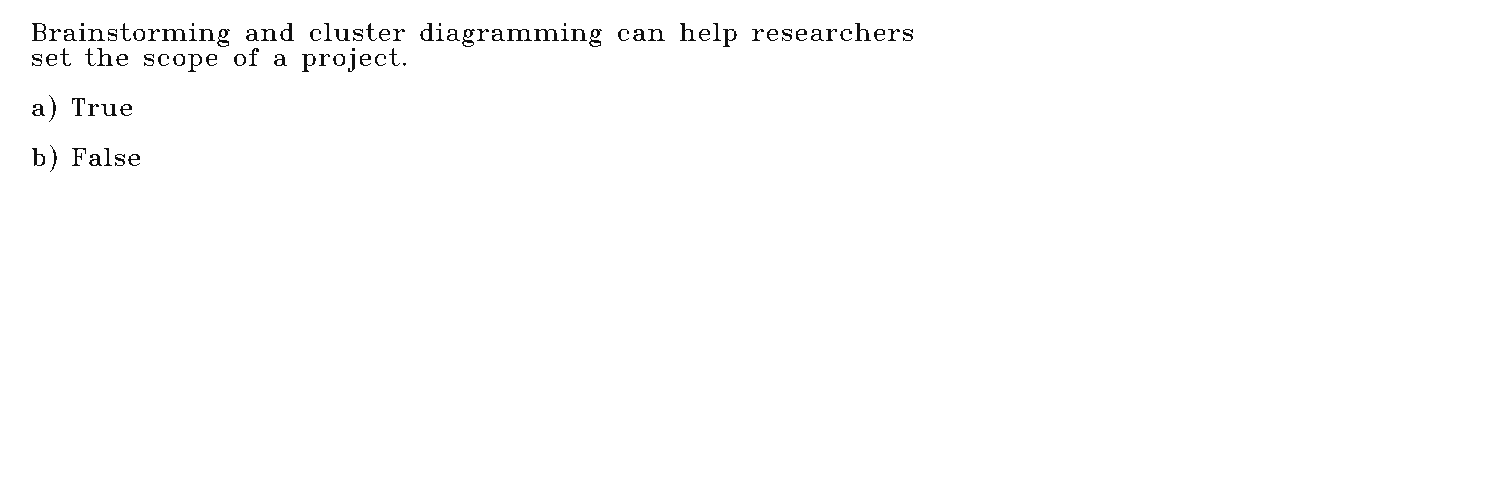 Brainstorming and cluster diagramming can help researchers
set the scope of a project.
a) True
b) False